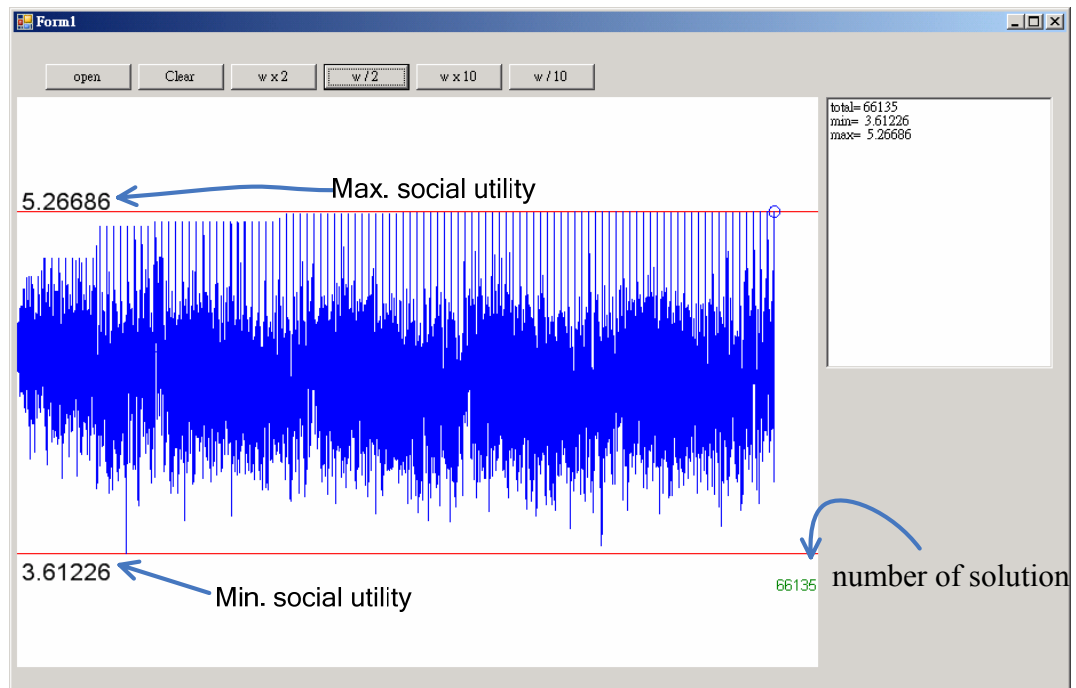 Form1
open Clear w x 2 w / 2 w x 10 w / 10
total= 66135
min= 3.61226
max= 5.26686
Max. social utility
5.26686
3.61226
Min. social utility
66135
number of solution